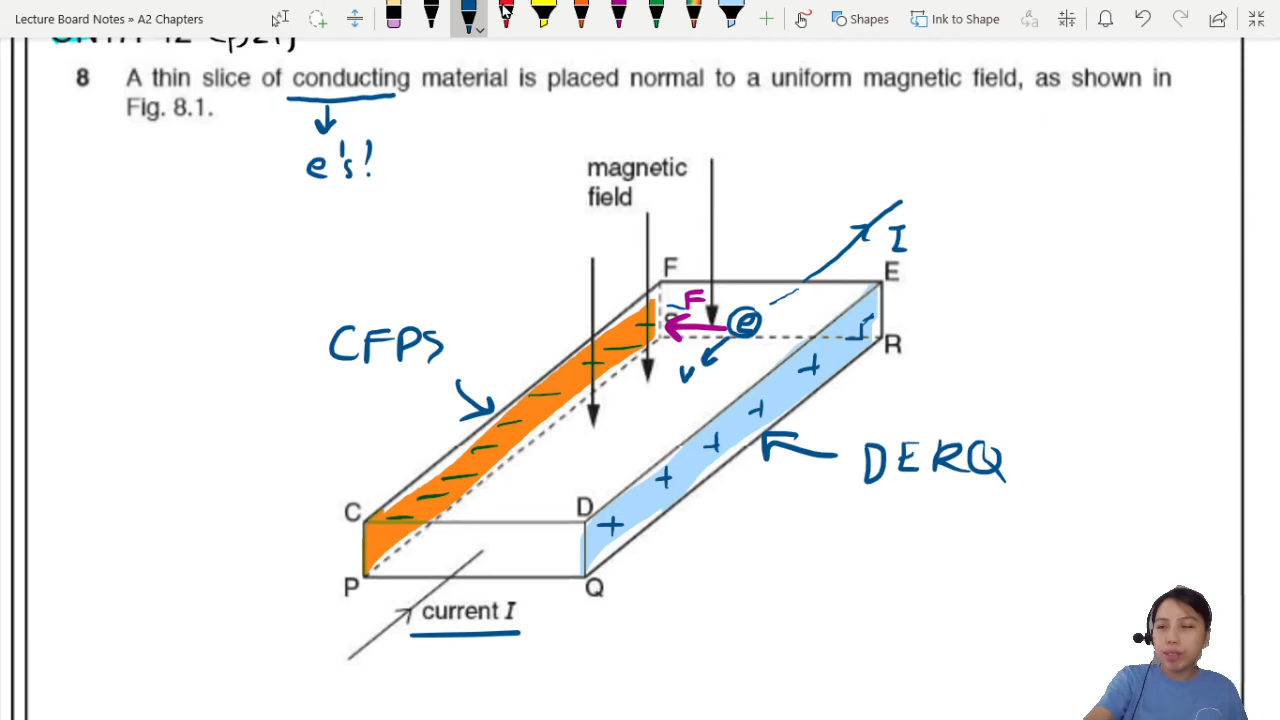 Lecture Board Notes – A2 Chapters
Shapes
Ink to Shape
8 A thin slice of conducting material is placed normal to a uniform magnetic field, as shown in
Fig. 8.1.
e's!
magnetic
field
I
F
E
F
e
R
CFPS
v
DERQ
C
D
P
Q
current I